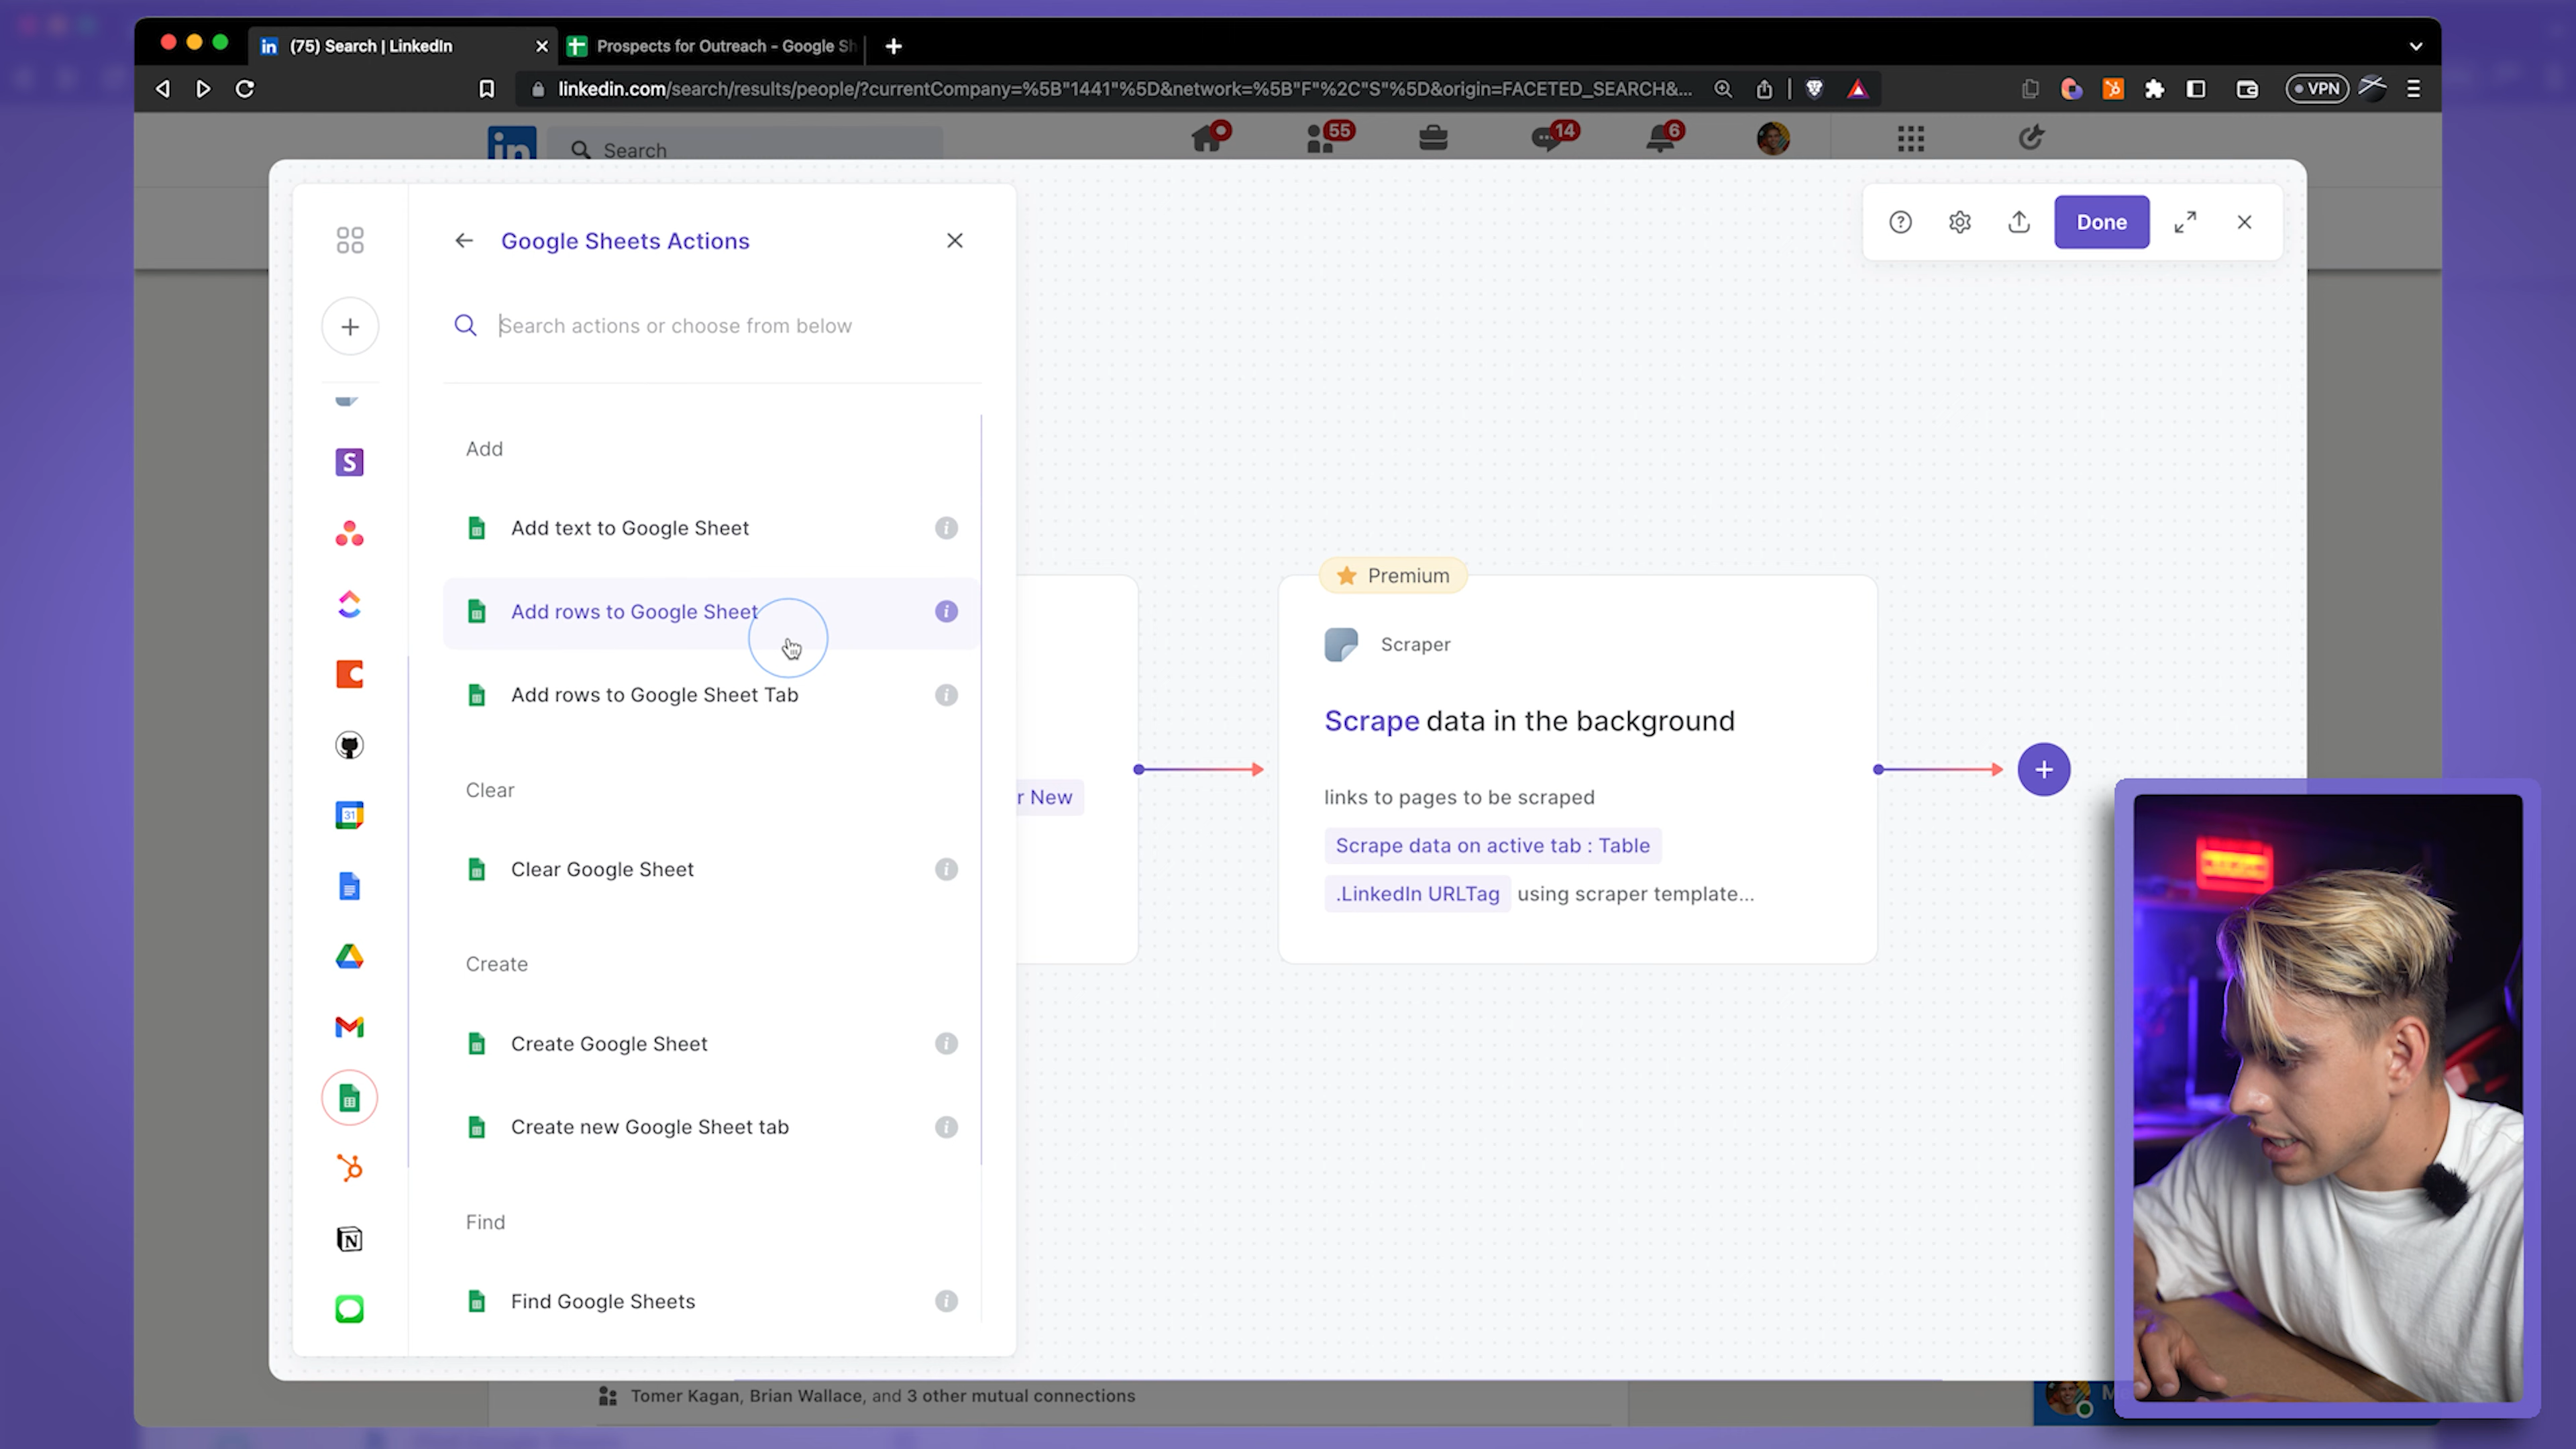 (75) Search | LinkedIn
Prospects for Outreach - Google Sh
linkedin.com/search/results/people/?currentCompany=%5B"1441"%5D&network=%5B"F"%2C"S"%5D&origin=FACETED_SEARCH&...
VPN
in
Search
55
14
6
Google Sheets Actions
Done
Search actions or choose from below
Add
Add text to Google Sheet
Add rows to Google Sheet
Add rows to Google Sheet Tab
Clear
Clear Google Sheet
Create
Create Google Sheet
Create new Google Sheet tab
Find
Find Google Sheets
S
31
N
r New
Premium
Scraper
Scrape data in the background
links to pages to be scraped
Scrape data on active tab : Table
.LinkedIn URLTag using scraper template...
Tomer Kagan, Brian Wallace, and 3 other mutual connections